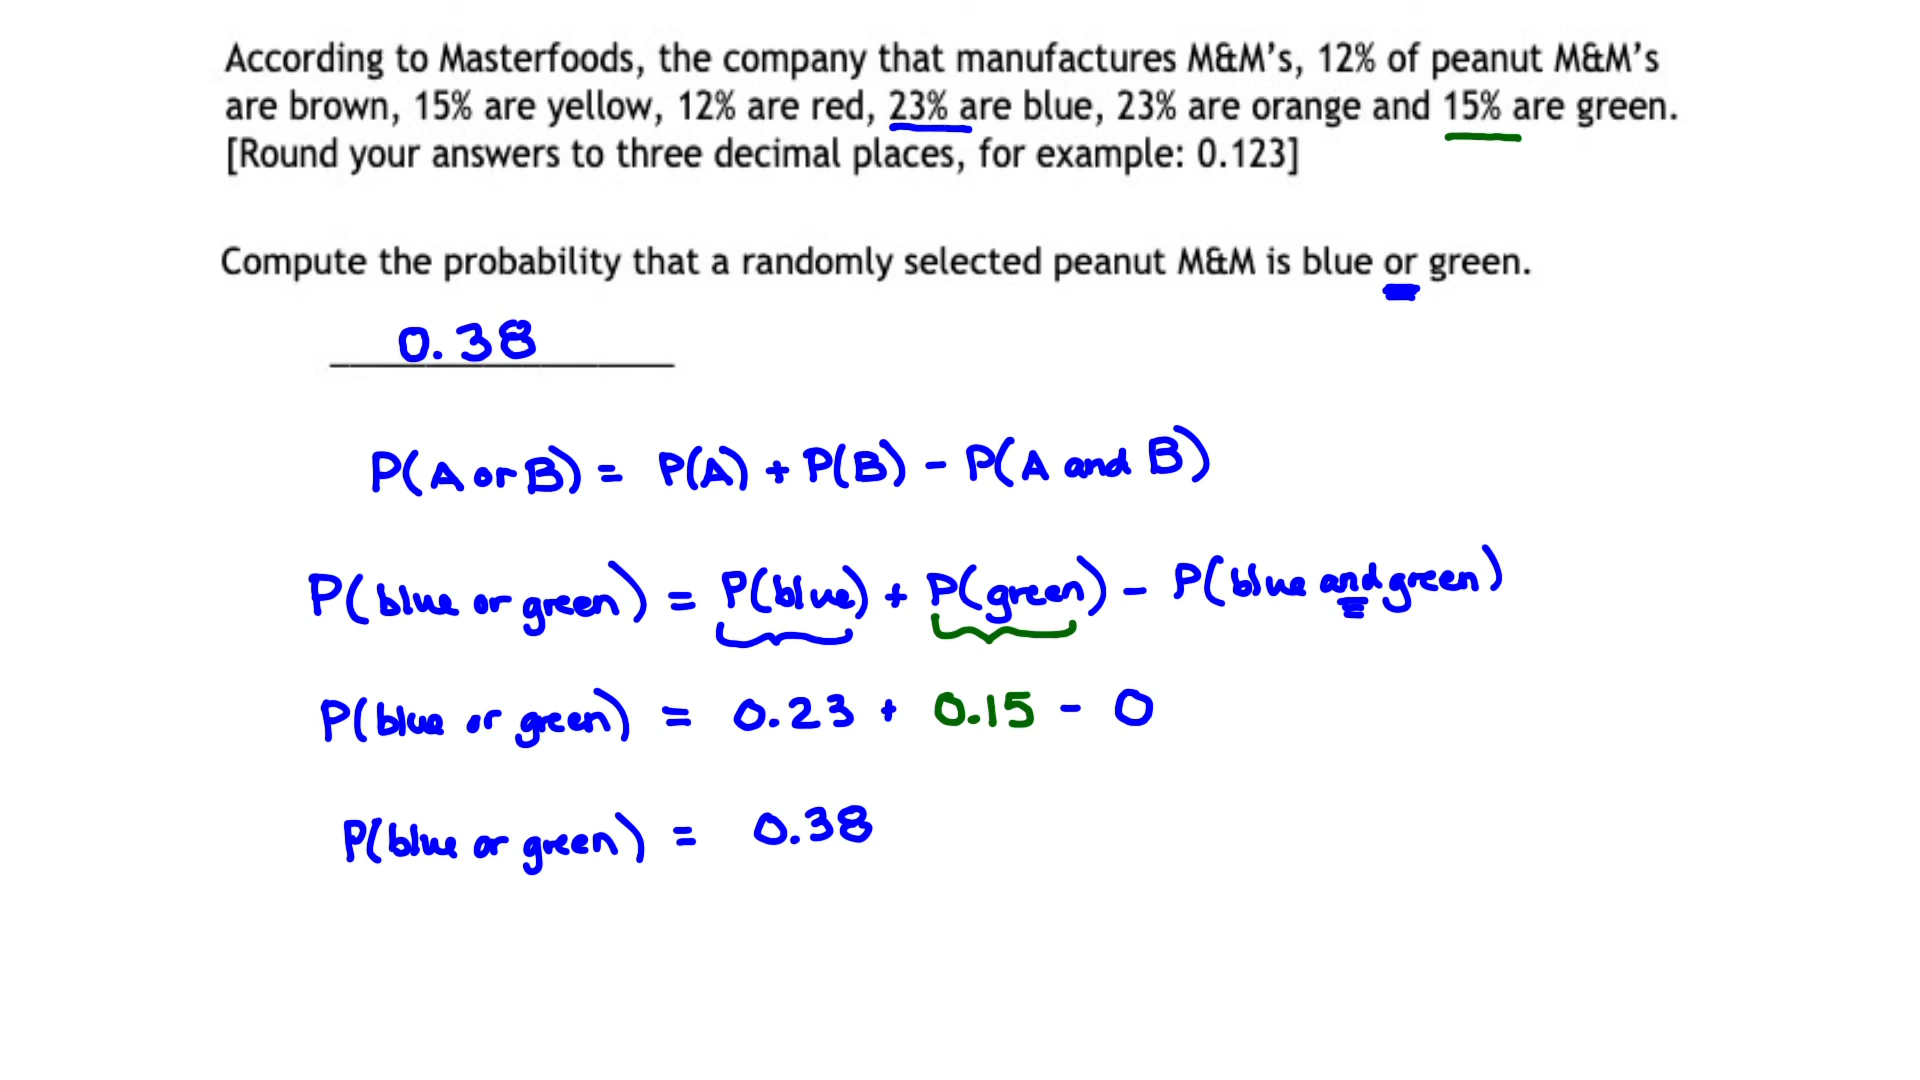 According to Masterfoods, the company that manufactures M&M's, 12% of peanut M&M's
are brown, 15% are yellow, 12% are red, 23% are blue, 23% are orange and 15% are green.
[Round your answers to three decimal places, for example: 0.123]
Compute the probability that a randomly selected peanut M&M is blue or green.
0.38
P(A or B) = P(A) + P(B) - P(A and B)
P(blue or green) = P(blue) + P(green) - P(blue and green)
P(blue or green) = 0.23 + 0.15 - 0
P(blue or green) = 0.38